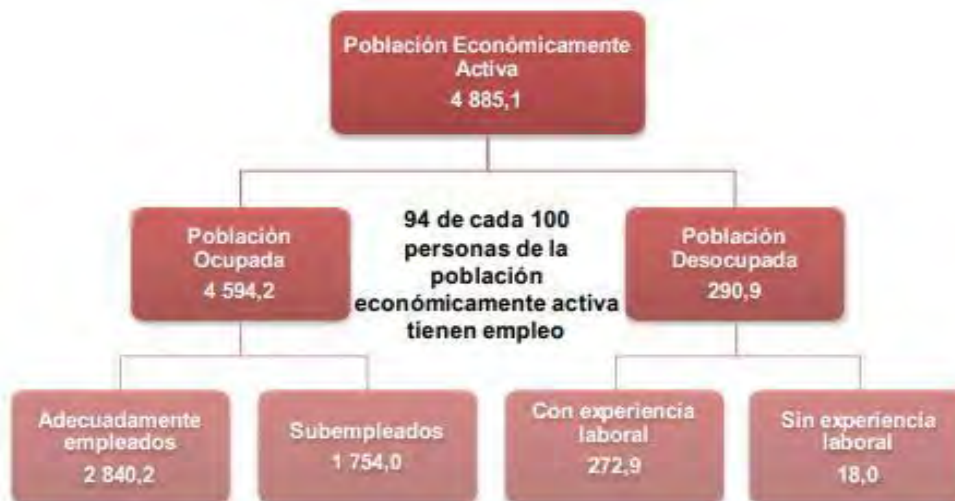 Población Económicamente
Activa
4 885,1
Población
Ocupada
4 594,2
94 de cada 100
personas de la
población
económicamente activa
tienen empleo
Población
Desocupada
290,9
Adecuadamente
empleados
2 840,2
Subempleados
1 754,0
Con experiencia
laboral
272,9
Sin experiencia
laboral
18,0